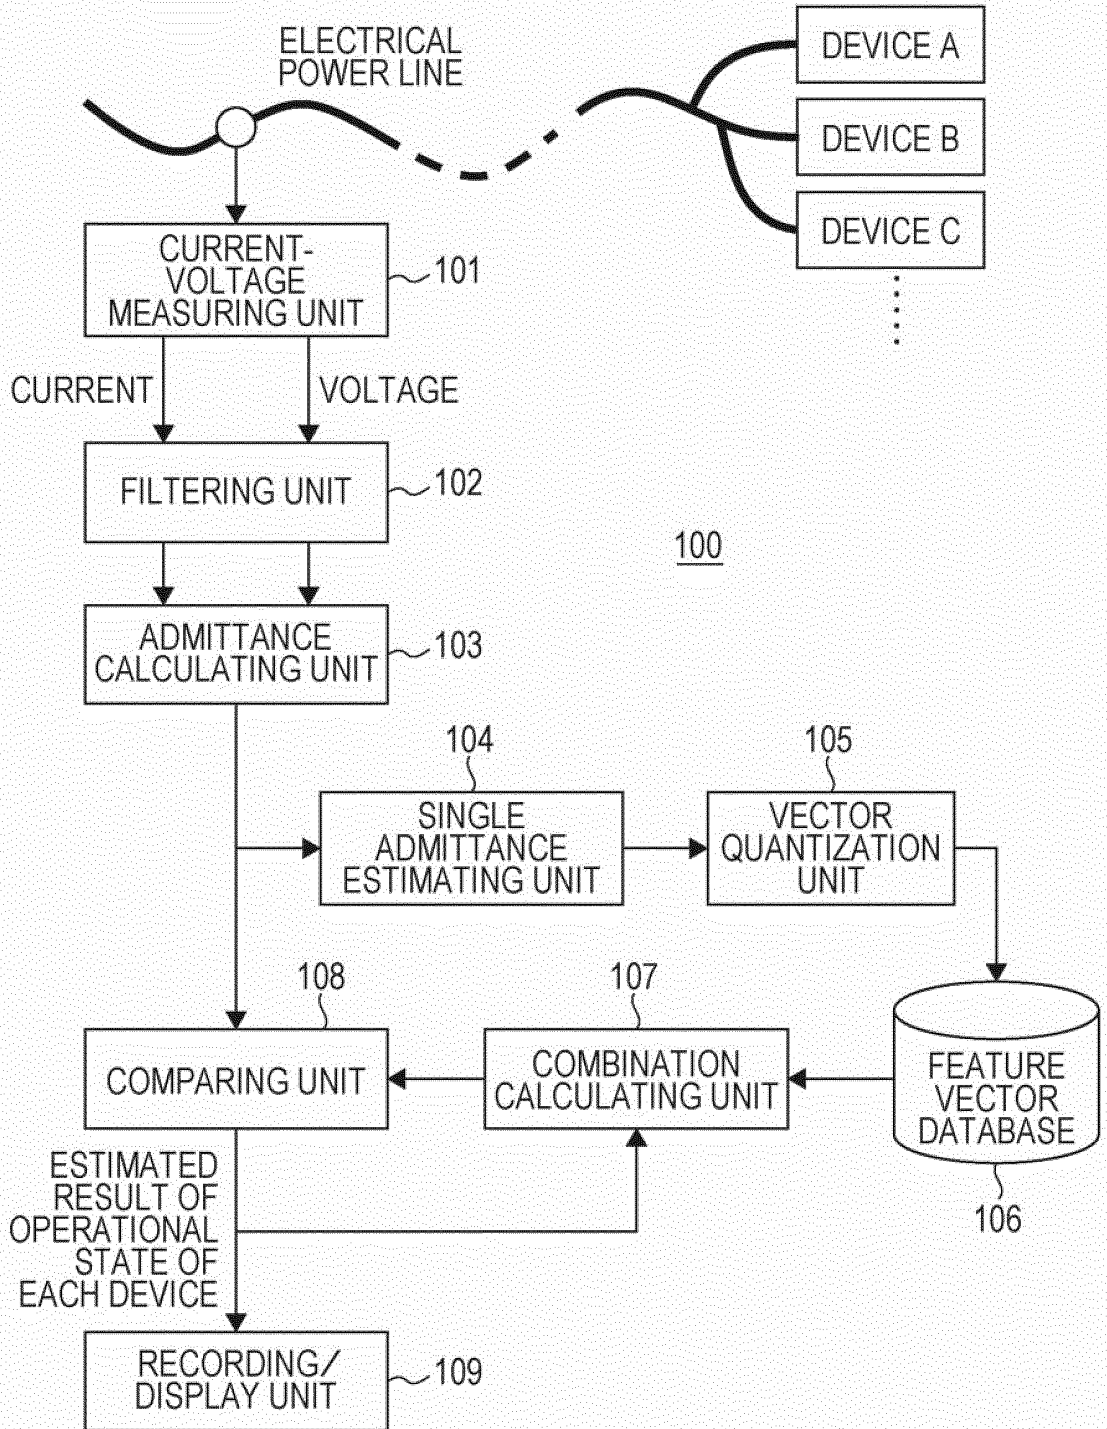 ELECTRICAL
POWER LINE
DEVICE A
DEVICE B
DEVICE C
CURRENT-
VOLTAGE
MEASURING UNIT
101
CURRENT
VOLTAGE
FILTERING UNIT
102
100
ADMITTANCE
CALCULATING UNIT
103
104
105
SINGLE
ADMITTANCE
ESTIMATING UNIT
VECTOR
QUANTIZATION
UNIT
108
107
COMPARING UNIT
COMBINATION
CALCULATING UNIT
FEATURE
VECTOR
DATABASE
106
ESTIMATED
RESULT OF
OPERATIONAL
STATE OF
EACH DEVICE
RECORDING/
DISPLAY UNIT
109